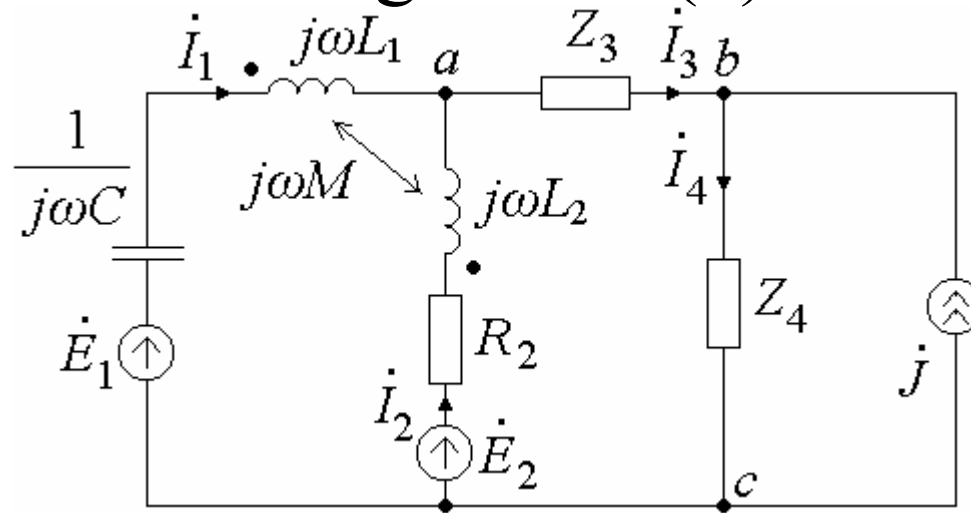 İ₁
jωL₁
a
Z₃
İ₃
b
1
jωC
jωM
jωL₂
İ₄
Ė₁
R₂
Z₄
J̇
İ₂
Ė₂
c